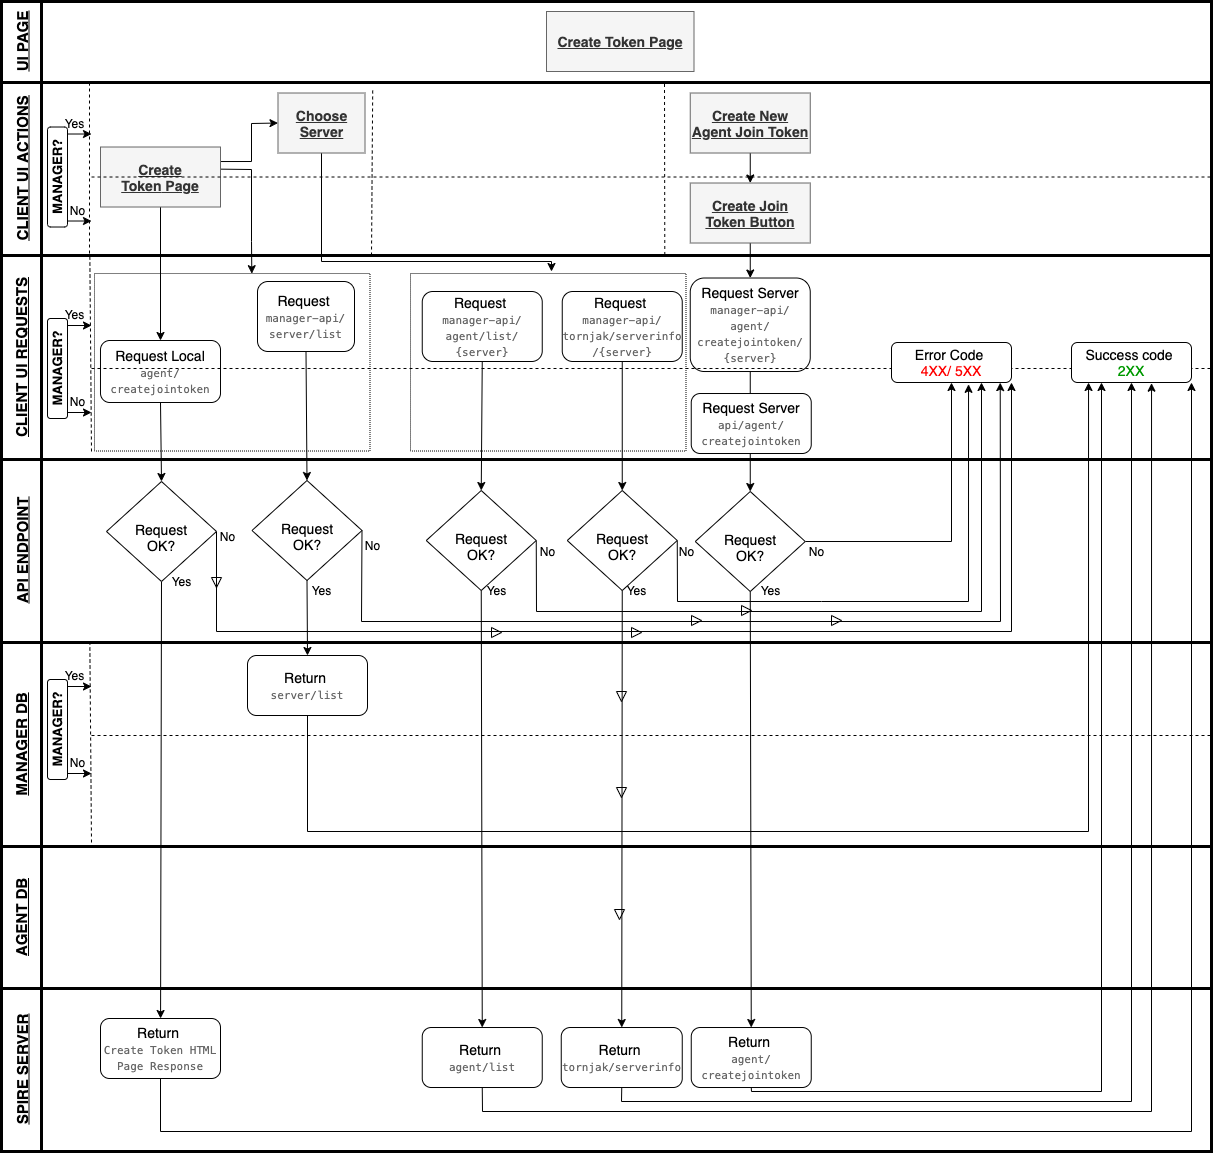 UI PAGE
Create Token Page
CLIENT UI ACTIONS
MANAGER?
Yes
No
Create
Token Page
Choose
Server
Create New
Agent Join Token
Create Join
Token Button
CLIENT UI REQUESTS
MANAGER?
Yes
No
Request Local
agent/
createjointoken
Request
manager-api/
server/list
Request
manager-api/
agent/list/
{server}
Request
manager-api/
tornjak/serverinfo
/{server}
Request Server
manager-api/
agent/
createjointoken/
{server}
Request Server
api/agent/
createjointoken
Error Code
4XX/ 5XX
Success code
2XX
API ENDPOINT
Request
OK?
No
Yes
Request
OK?
No
Yes
Request
OK?
No
Yes
Request
OK?
No
Yes
Request
OK?
No
Yes
MANAGER DB
MANAGER?
Yes
No
Return
server/list
AGENT DB
SPIRE SERVER
Return
Create Token HTML
Page Response
Return
agent/list
Return
tornjak/serverinfo
Return
agent/
createjointoken